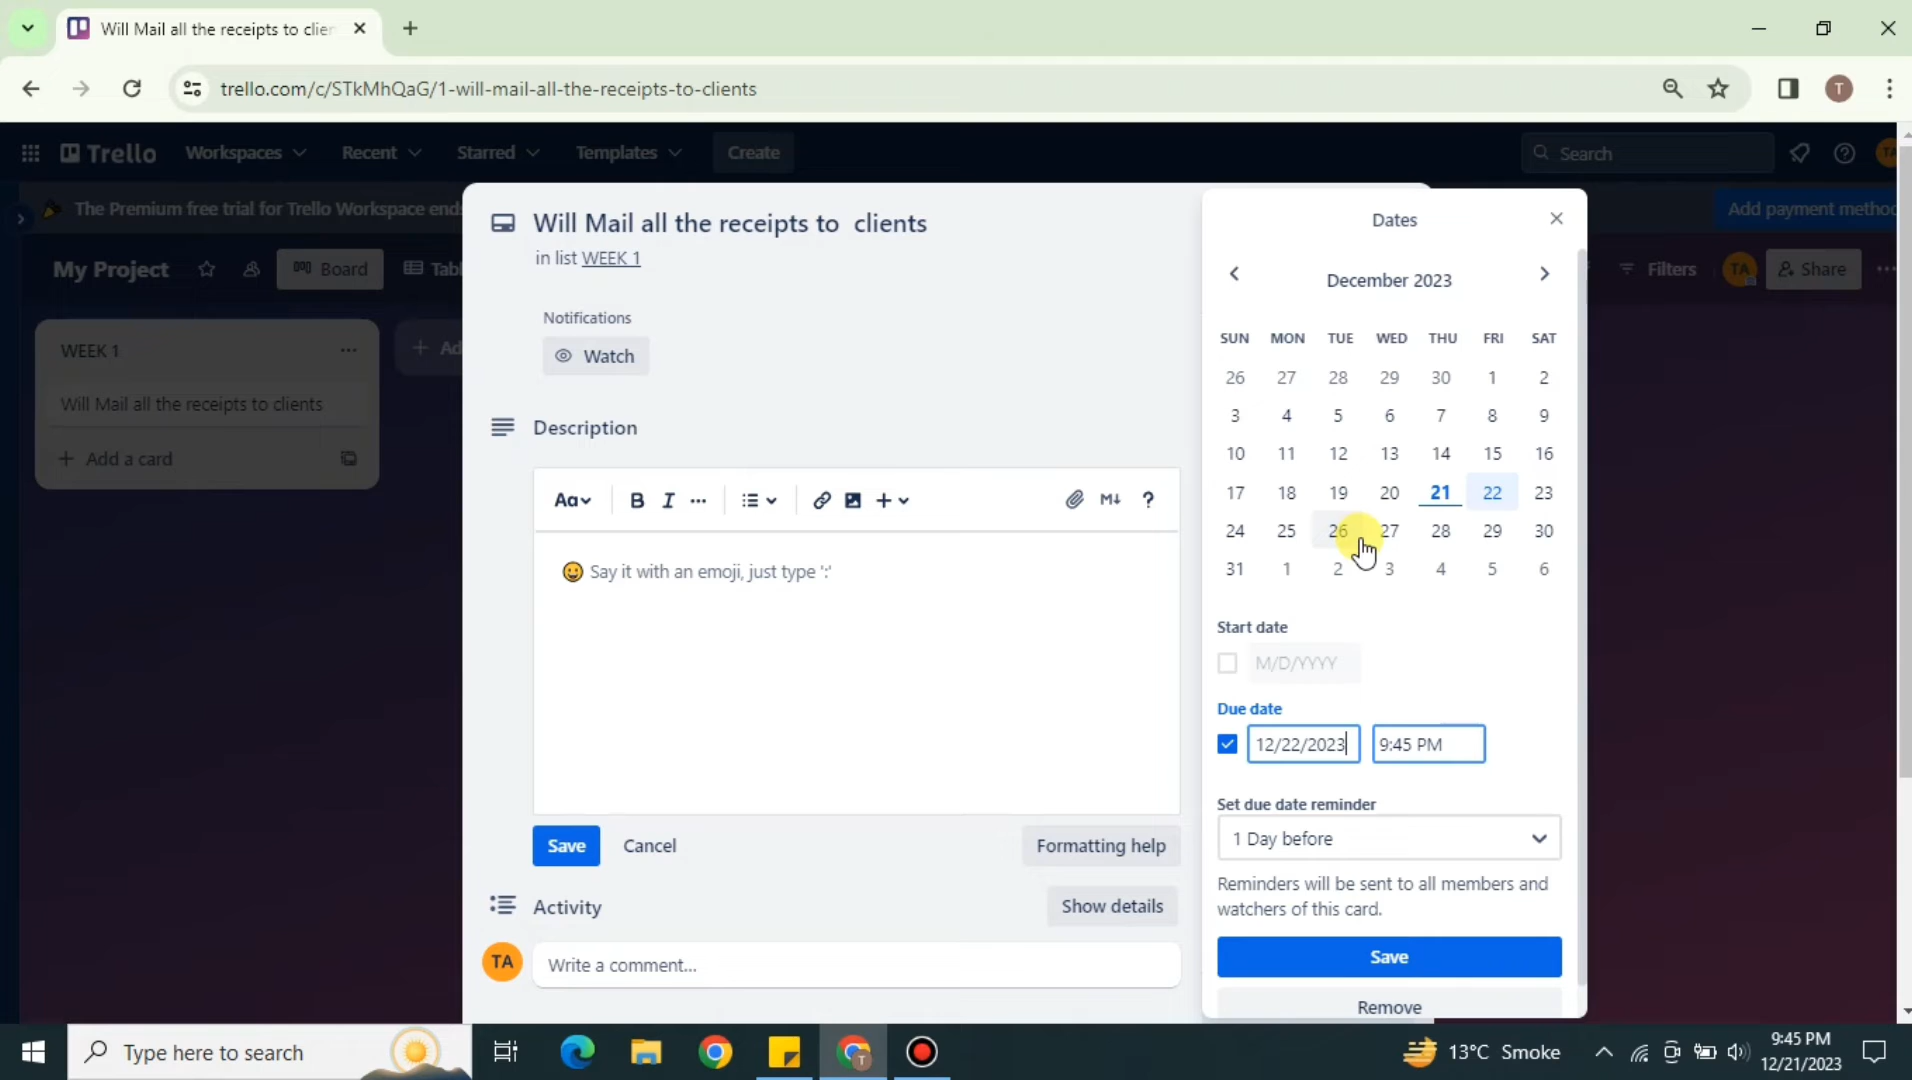 Will Mail all the receipts to clier
trello.com/c/STkMhQaG/1-will-mail-all-the-receipts-to-clients
T
Trello Workspaces Recent Starred Templates Create Search
The Premium free trial for Trello Workspace ends
Add payment method
My Project Board Tabl Filters TA Share
WEEK 1
Will Mail all the receipts to clients
+ Add a card
+ Ad
Will Mail all the receipts to clients
in list WEEK 1
Notifications
Watch
Description
Aa B I ... M ?
Say it with an emoji, just type ':'
Save Cancel Formatting help
Activity Show details
TA Write a comment...
Dates
December 2023
SUN MON TUE WED THU FRI SAT
26 27 28 29 30 1 2
3 4 5 6 7 8 9
10 11 12 13 14 15 16
17 18 19 20 21 22 23
24 25 26 27 28 29 30
31 1 2 3 4 5 6
Start date
M/D/YYYY
Due date
12/22/2023 9:45 PM
Set due date reminder
1 Day before
Reminders will be sent to all members and
watchers of this card.
Save
Remove
Type here to search
T
13°C Smoke
9:45 PM
12/21/2023